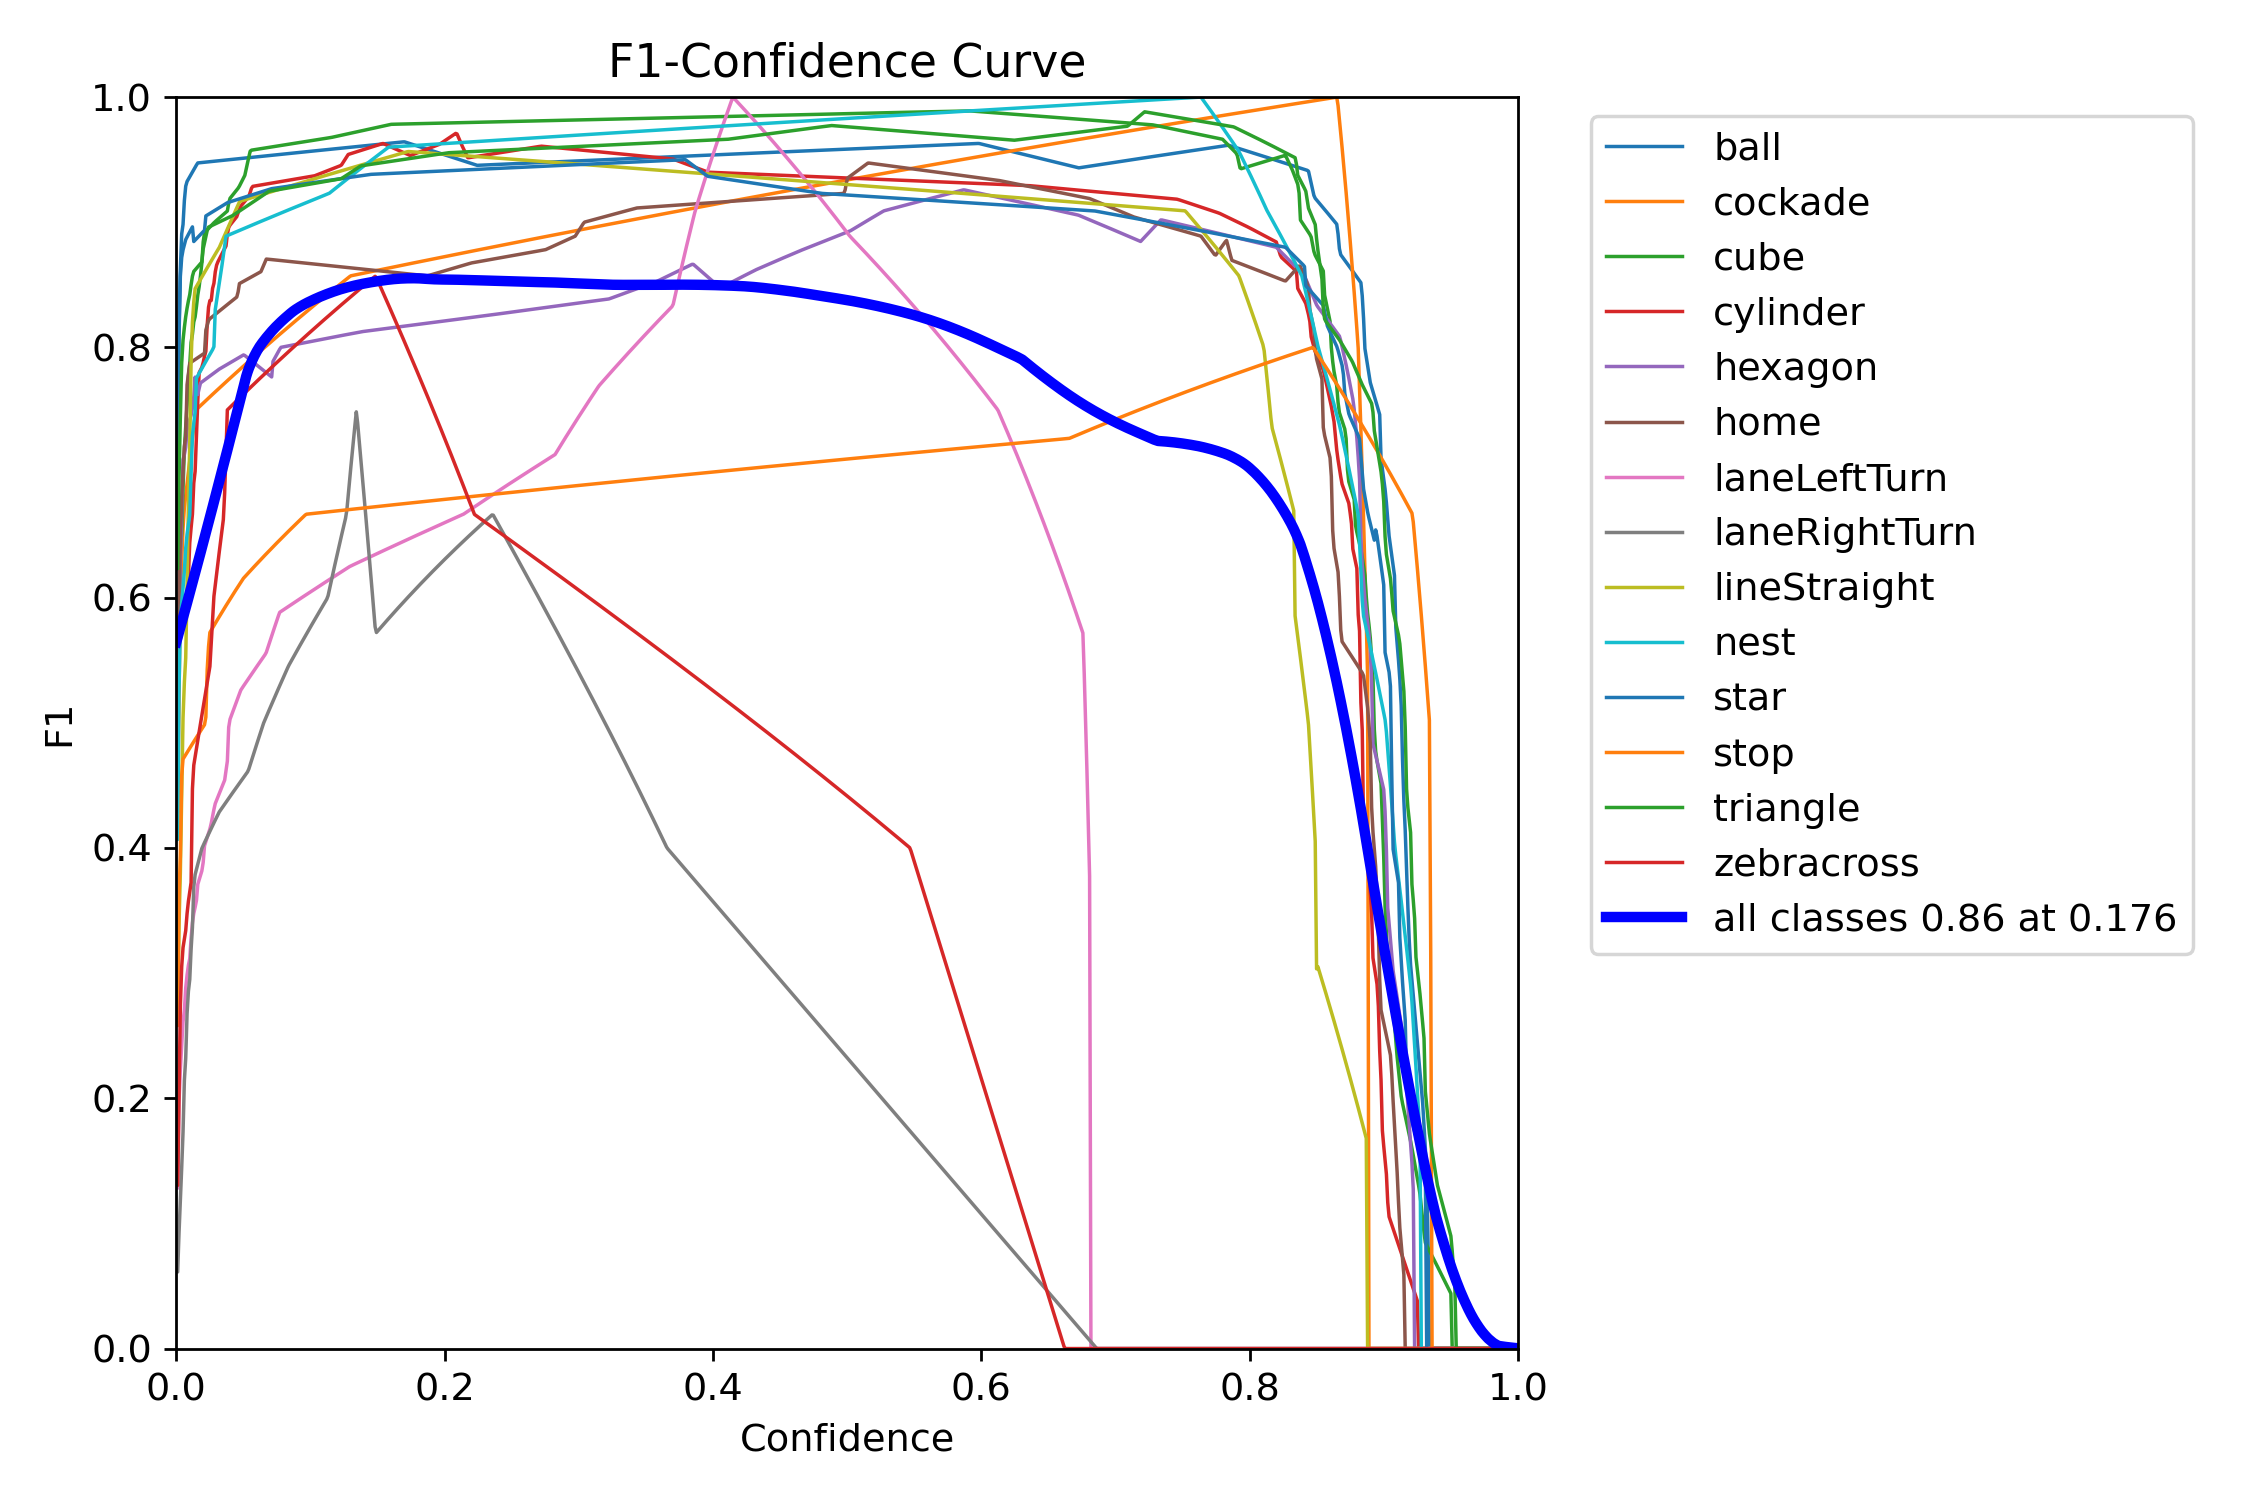 F1-Confidence Curve
1.0
0.8
0.6
0.4
0.2
0.0
F1
0.0 0.2 0.4 0.6 0.8 1.0
Confidence
ball
cockade
cube
cylinder
hexagon
home
laneLeftTurn
laneRightTurn
lineStraight
nest
star
stop
triangle
zebracross
all classes 0.86 at 0.176